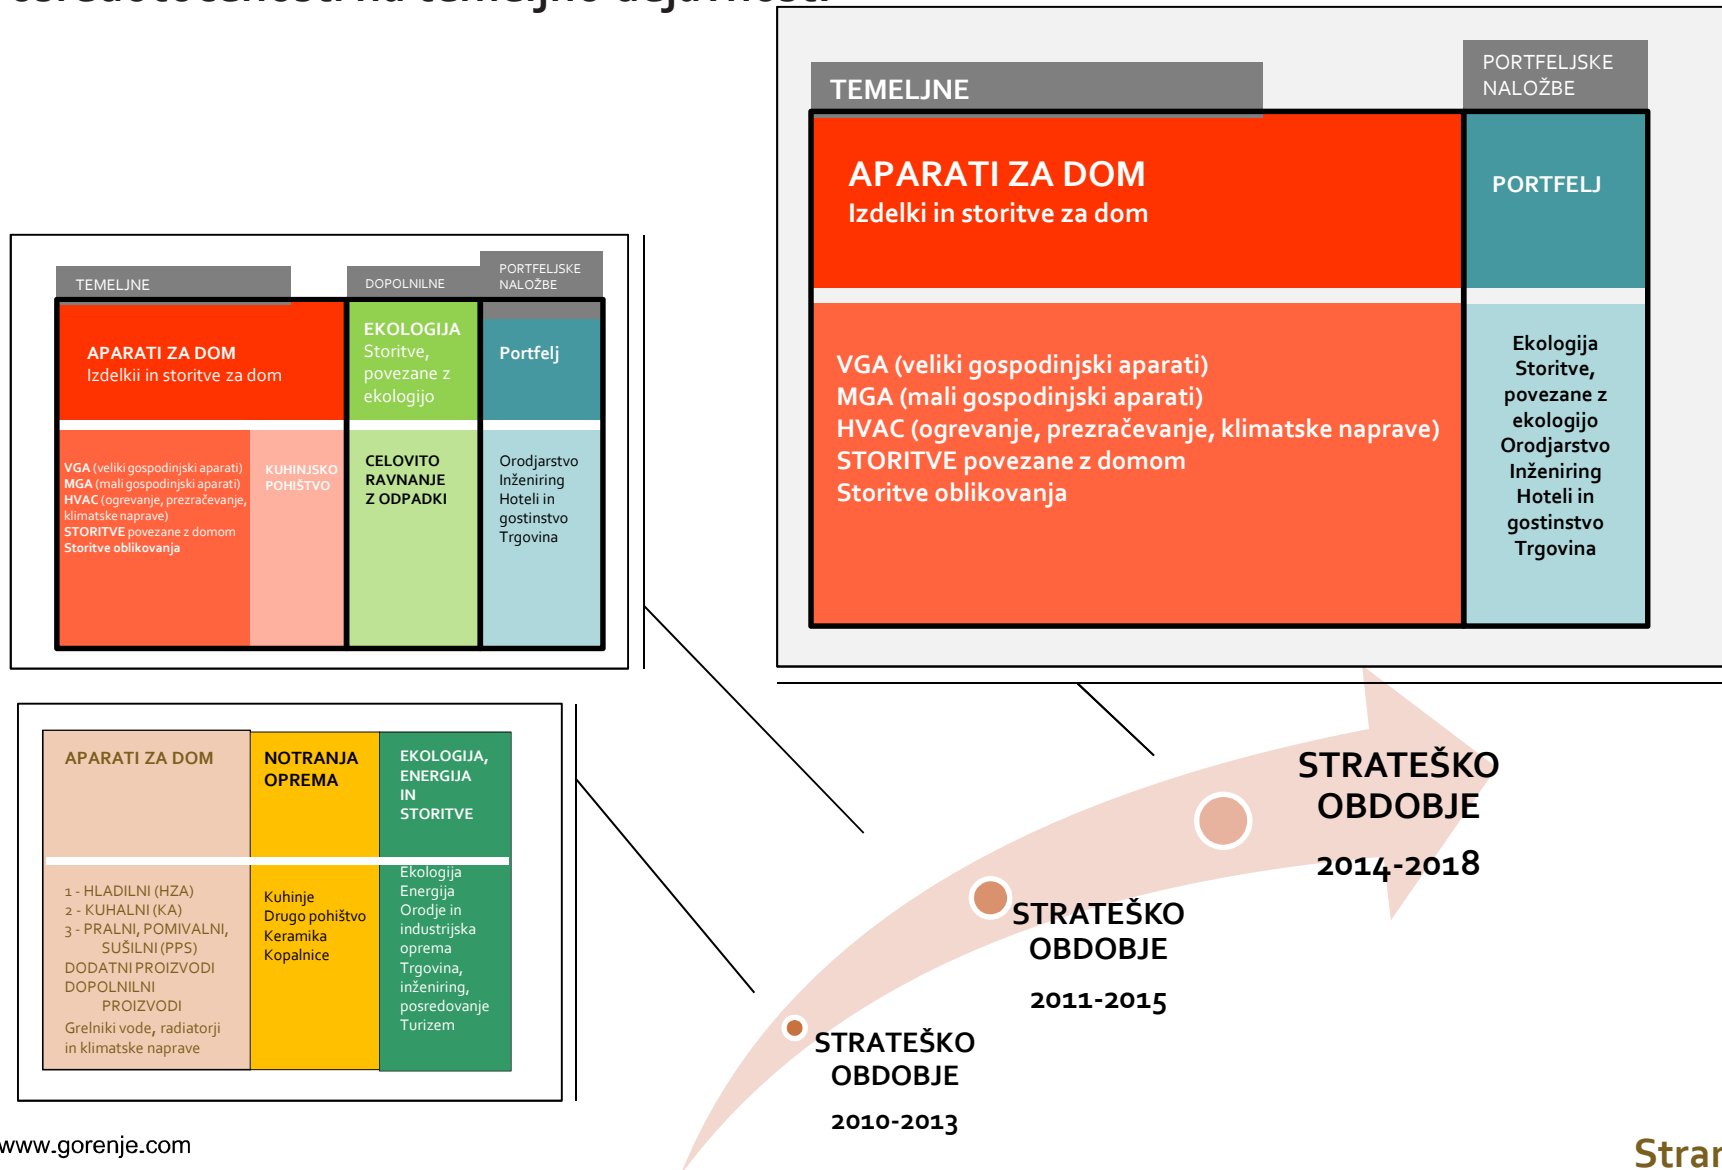 TEMELJNE
PORTFELJSKE
NALOŽBE
APARATI ZA DOM
Izdelki in storitve za dom
PORTFELJ
VGA (veliki gospodinjski aparati)
MGA (mali gospodinjski aparati)
HVAC (ogrevanje, prezračevanje, klimatske naprave)
STORITVE povezane z domom
Storitve oblikovanja
Ekologija
Storitve,
povezane z
ekologijo
Orodjarstvo
Inženiring
Hoteli in
gostinstvo
Trgovina
TEMELJNE
DOPOLNILNE
PORTFELJSKE
NALOŽBE
APARATI ZA DOM
Izdelkii in storitve za dom
EKOLOGIJA
Storitve,
povezane z
ekologijo
Portfelj
VGA (veliki gospodinjski aparati)
MGA (mali gospodinjski aparati)
HVAC (ogrevanje, prezračevanje,
klimatske naprave)
STORITVE povezane z domom
Storitve oblikovanja
KUHINJSKO
POHIŠTVO
CELOVITO
RAVNANJE
Z ODPADKI
Orodjarstvo
Inženiring
Hoteli in
gostinstvo
Trgovina
APARATI ZA DOM
NOTRANJA
OPREMA
EKOLOGIJA,
ENERGIJA
IN
STORITVE
1 - HLADILNI (HZA)
2 - KUHALNI (KA)
3 - PRALNI, POMIVALNI,
SUŠILNI (PPS)
DODATNI PROIZVODI
DOPOLNILNI
PROIZVODI
Grelniki vode, radiatorji
in klimatske naprave
Kuhinje
Drugo pohištvo
Keramika
Kopalnice
Ekologija
Energija
Orodje in
industrijska
oprema
Trgovina,
inženiring,
posredovanje
Turizem
STRATEŠKO
OBDOBJE
2014-2018
STRATEŠKO
OBDOBJE
2011-2015
STRATEŠKO
OBDOBJE
2010-2013
www.gorenje.com
Stran